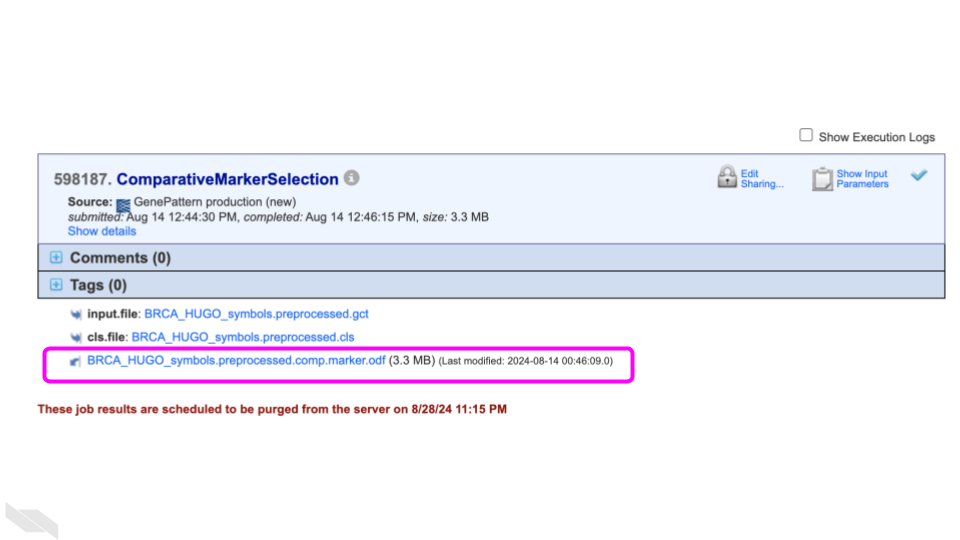 Show Execution Logs
598187. ComparativeMarkerSelection
Edit
Sharing...
Show Input
Parameters
Source: GenePattern production (new)
submitted: Aug 14 12:44:30 PM, completed: Aug 14 12:46:15 PM, size: 3.3 MB
Show details
Comments (0)
Tags (0)
input.file: BRCA_HUGO_symbols.preprocessed.gct
cls.file: BRCA_HUGO_symbols.preprocessed.cls
BRCA_HUGO_symbols.preprocessed.comp.marker.odf (3.3 MB) (Last modified: 2024-08-14 00:46:09.0)
These job results are scheduled to be purged from the server on 8/28/24 11:15 PM